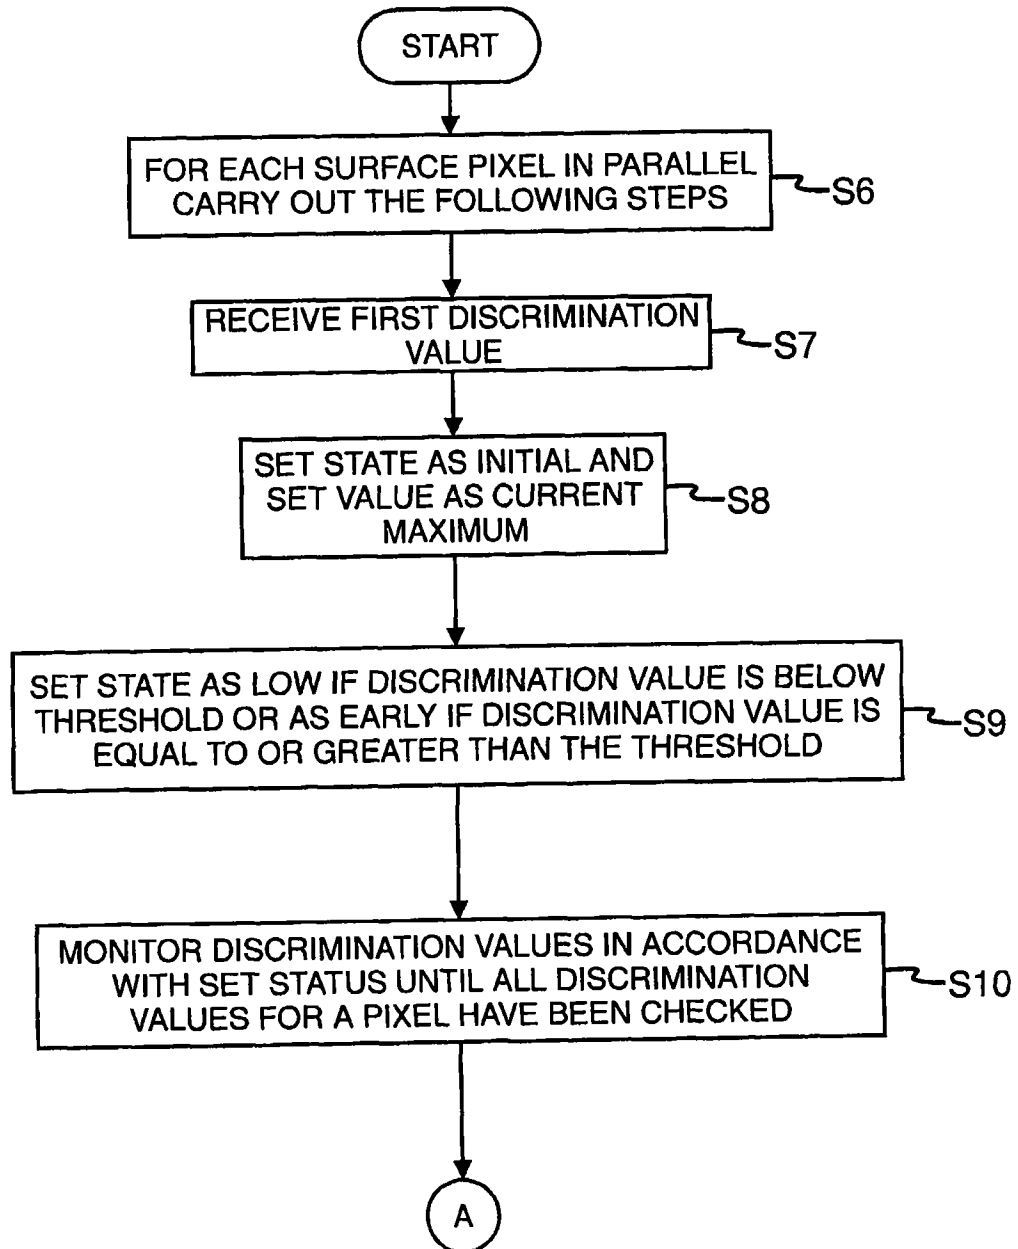 START
FOR EACH SURFACE PIXEL IN PARALLEL
CARRY OUT THE FOLLOWING STEPS
S6
RECEIVE FIRST DISCRIMINATION
VALUE
S7
SET STATE AS INITIAL AND
SET VALUE AS CURRENT
MAXIMUM
S8
SET STATE AS LOW IF DISCRIMINATION VALUE IS BELOW
THRESHOLD OR AS EARLY IF DISCRIMINATION VALUE IS
EQUAL TO OR GREATER THAN THE THRESHOLD
S9
MONITOR DISCRIMINATION VALUES IN ACCORDANCE
WITH SET STATUS UNTIL ALL DISCRIMINATION
VALUES FOR A PIXEL HAVE BEEN CHECKED
S10
A